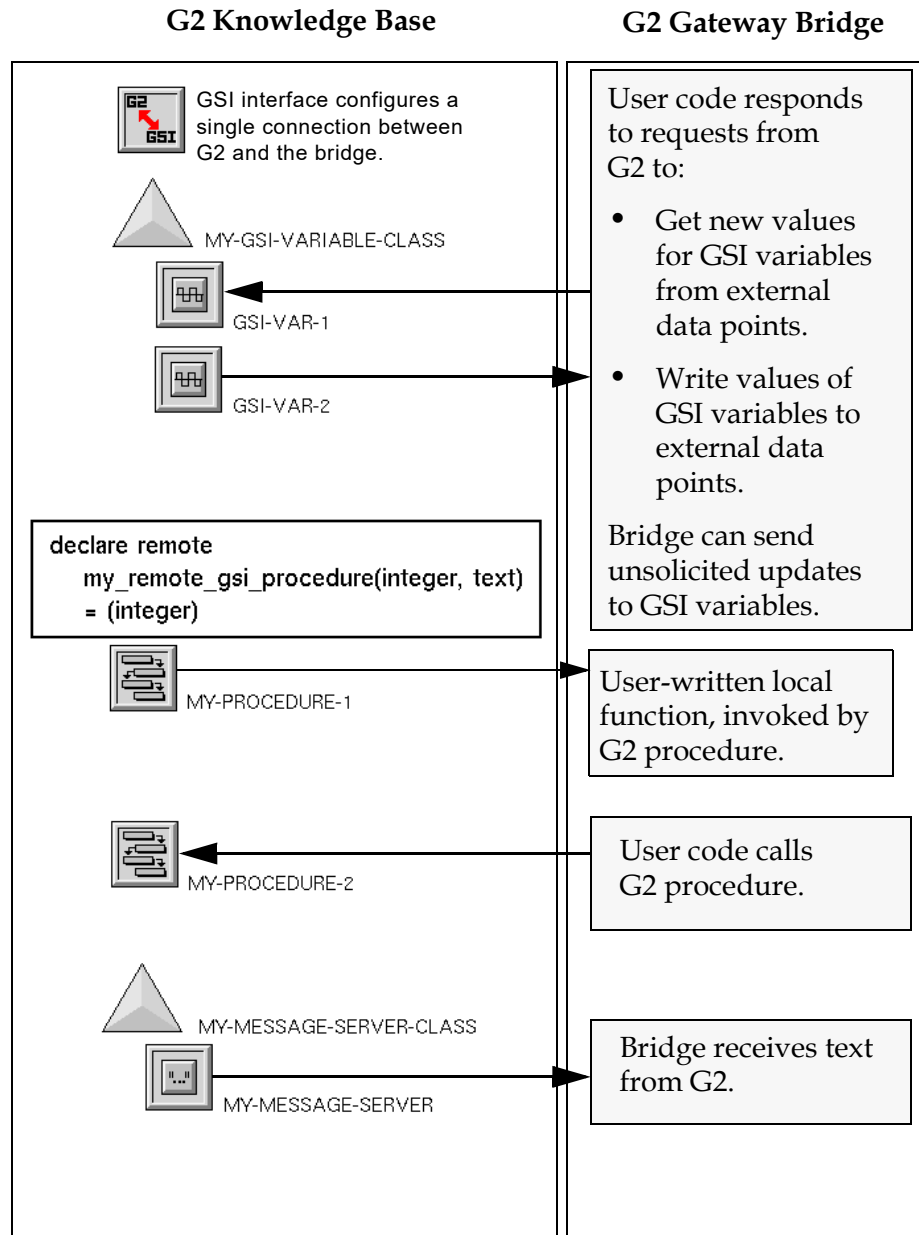 G2 Knowledge Base
G2 Gateway Bridge
G2
GSI
GSI interface configures a
single connection between
G2 and the bridge.
MY-GSI-VARIABLE-CLASS
GSI-VAR-1
GSI-VAR-2
User code responds
to requests from
G2 to:
• Get new values
for GSI variables
from external
data points.
• Write values of
GSI variables to
external data
points.
Bridge can send
unsolicited updates
to GSI variables.
declare remote
my_remote_gsi_procedure(integer, text)
= (integer)
MY-PROCEDURE-1
User-written local
function, invoked by
G2 procedure.
MY-PROCEDURE-2
User code calls
G2 procedure.
MY-MESSAGE-SERVER-CLASS
"..."
MY-MESSAGE-SERVER
Bridge receives text
from G2.